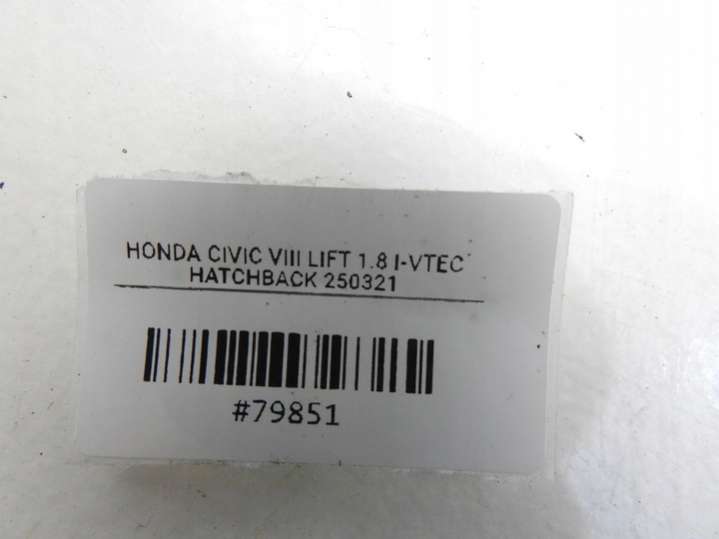 HONDA CIVIC VIII LIFT 1.8 I-VTEC
HATCHBACK 250321
#79851